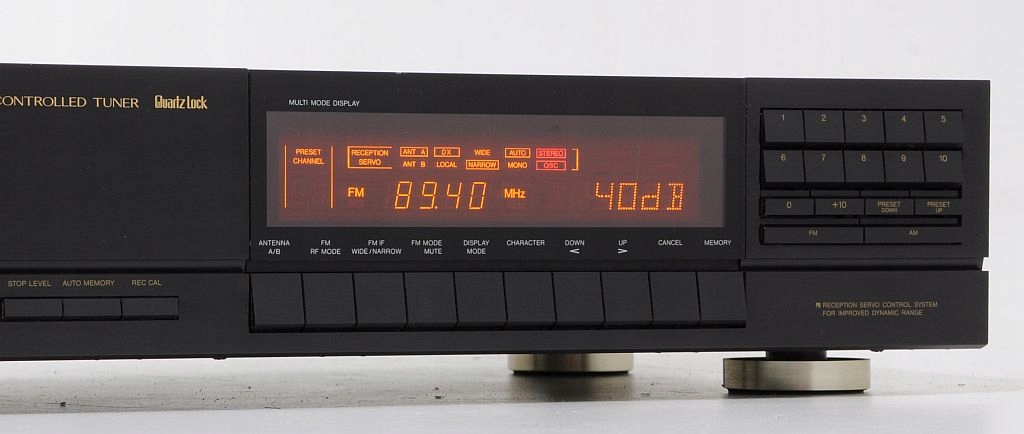 CONTROLLED TUNER Quartz Lock
MULTI MODE DISPLAY
PRESET CHANNEL
RECEPTION SERVO
ANT A DX WIDE AUTO STEREO
ANT B LOCAL NARROW MONO OSC
FM 89.40 MHz 40dB
ANTENNA A/B
FM RF MODE
FM IF WIDE/NARROW
FM MODE MUTE
DISPLAY MODE
CHARACTER
DOWN <
UP >
CANCEL
MEMORY
1 2 3 4 5
6 7 8 9 10
0 +10 PRESET DOWN PRESET UP
FM AM
STOP LEVEL AUTO MEMORY REC CAL
RECEPTION SERVO CONTROL SYSTEM
FOR IMPROVED DYNAMIC RANGE